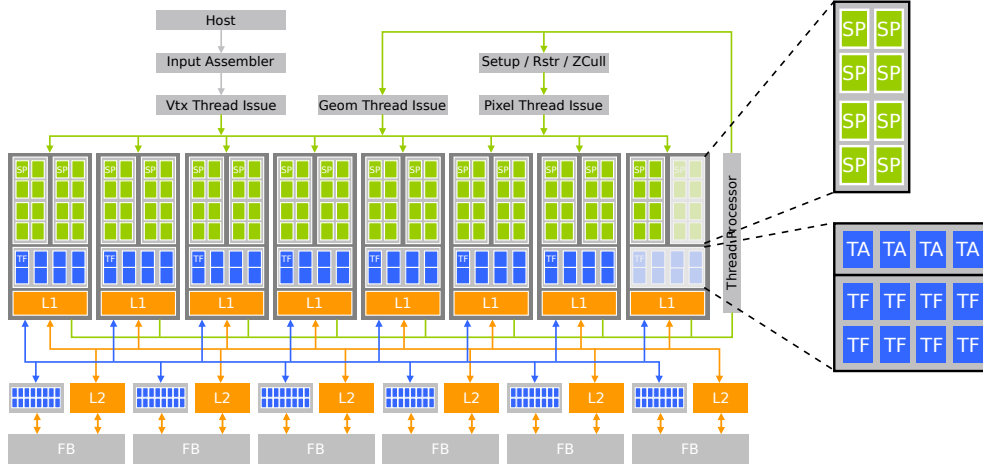 Host
Input Assembler
Setup / Rstr / ZCull
Vtx Thread Issue
Geom Thread Issue
Pixel Thread Issue
SP SP
SP SP
SP SP
SP SP
SP SP SP SP SP SP SP SP SP SP SP SP SP SP SP
TF TF TF TF TF TF TF TF
L1 L1 L1 L1 L1 L1 L1 L1
Thread Processor
TA TA TA TA
TF TF TF TF
TF TF TF TF
L2 L2 L2 L2 L2 L2
FB FB FB FB FB FB